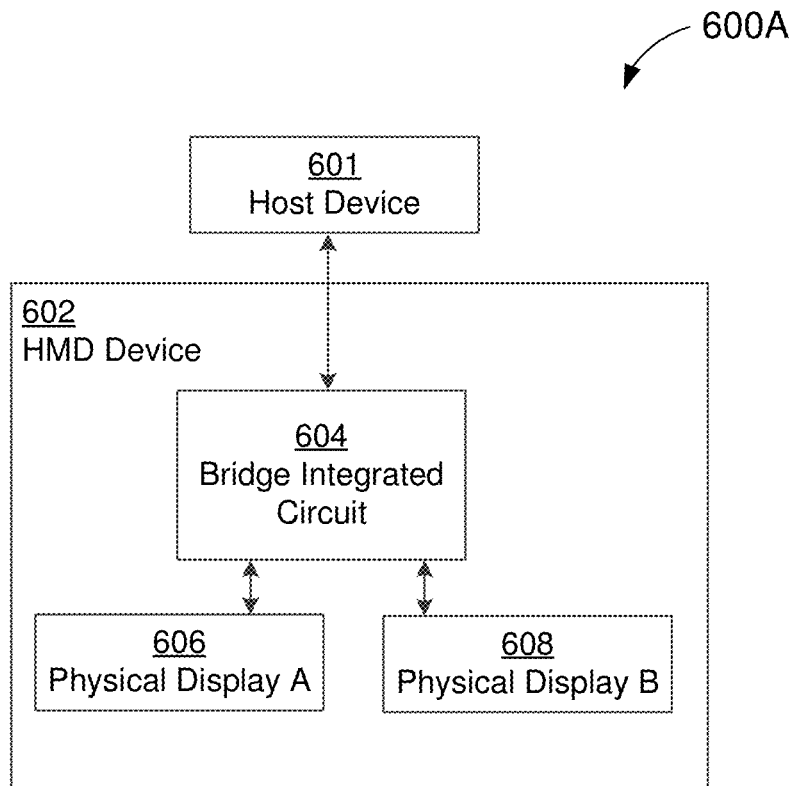 600A
601
Host Device
602
HMD Device
604
Bridge Integrated
Circuit
606
Physical Display A
608
Physical Display B